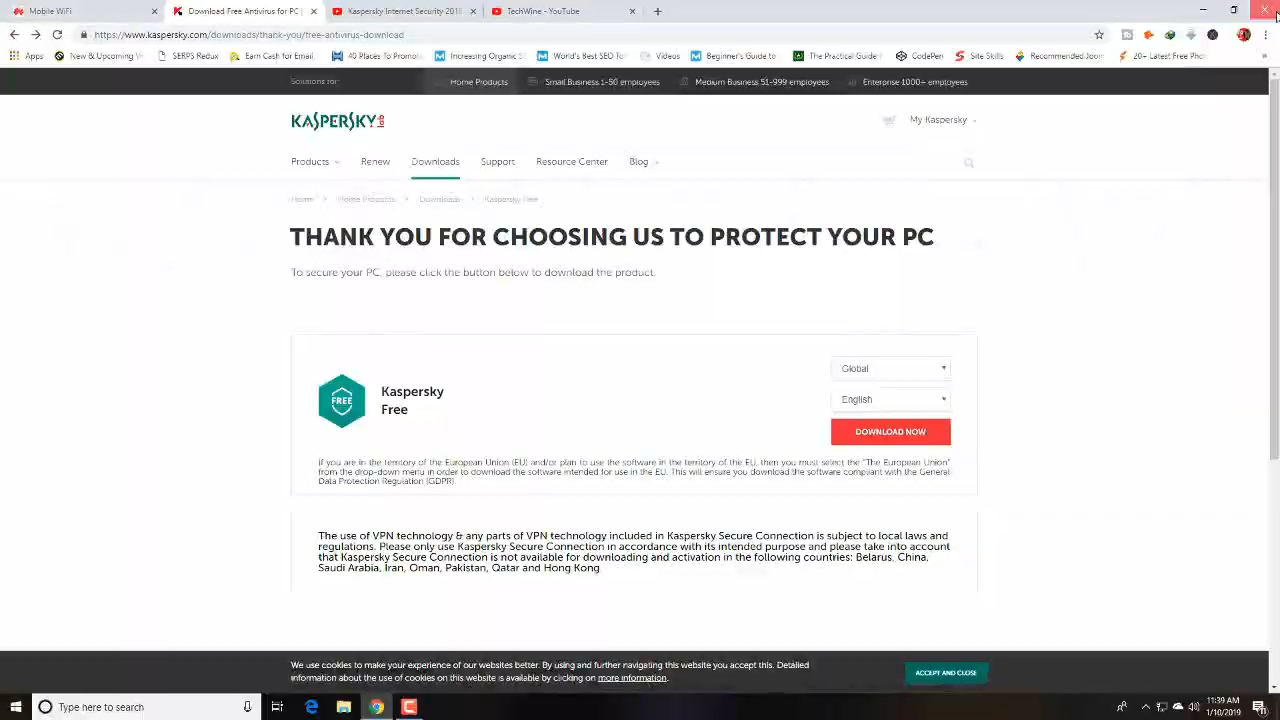 Mobile WiFi
Download Free Antivirus for PC |
Kaspersky Internet Security 2018
TechWine - YouTube
https://www.kaspersky.com/downloads/thank-you/free-antivirus-download
Apps
New & Upcoming V
SERPS Redux
Earn Cash for Email
40 Places To Promote
Increasing Organic S
World's Best SEO To
Videos
Beginner's Guide to
The Practical Guide
CodePen
Site Skills
Recommended Joom
20+ Latest Free Pho
»
Solutions for:
Home Products
Small Business 1-50 employees
Medium Business 51-999 employees
Enterprise 1000+ employees
KASPERSKY lab
My Kaspersky
Products
Renew
Downloads
Support
Resource Center
Blog
Home > Home Products > Downloads > Kaspersky Free
THANK YOU FOR CHOOSING US TO PROTECT YOUR PC
To secure your PC, please click the button below to download the product.
FREE
Kaspersky
Free
Global
English
DOWNLOAD NOW
If you are in the territory of the European Union (EU) and/or plan to use the software in the territory of the EU, then you must select the "The European Union"
from the drop-down menu in order to download the software intended for use in the EU. This will ensure you download the software compliant with the General
Data Protection Regulation (GDPR).
The use of VPN technology & any parts of VPN technology included in Kaspersky Secure Connection is subject to local laws and
regulations. Please only use Kaspersky Secure Connection in accordance with its intended purpose and please take into account
that Kaspersky Secure Connection is not available for downloading and activation in the following countries: Belarus, China,
Saudi Arabia, Iran, Oman, Pakistan, Qatar and Hong Kong
We use cookies to make your experience of our websites better. By using and further navigating this website you accept this. Detailed
information about the use of cookies on this website is available by clicking on more information.
ACCEPT AND CLOSE
Type here to search
11:39 AM
1/10/2019